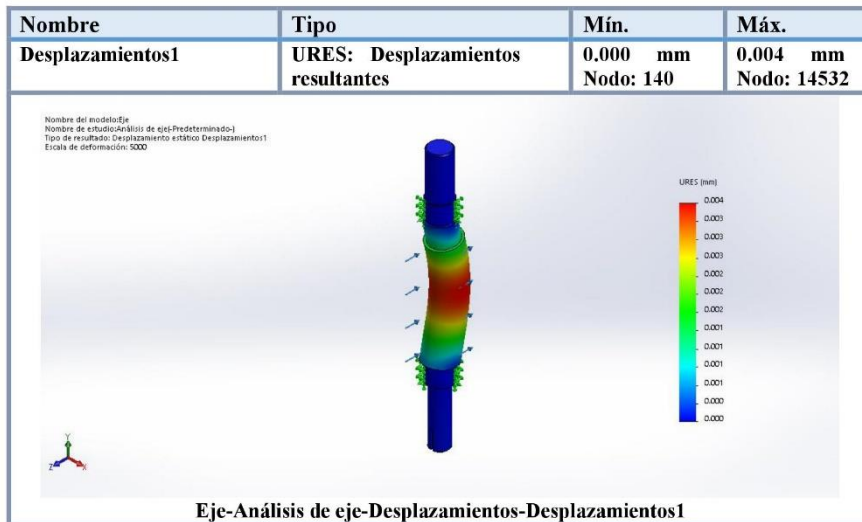 Nombre Tipo Mín. Máx.
Desplazamientos1 URES: Desplazamientos resultantes 0.000 mm Nodo: 140 0.004 mm Nodo: 14532
Nombre del modelo:Eje
Nombre de estudio:Análisis de eje(-Predeterminado-)
Tipo de resultado: Desplazamiento estático Desplazamientos1
Escala de deformación: 5000
URES (mm)
0.004
0.003
0.003
0.003
0.002
0.002
0.002
0.001
0.001
0.001
0.001
0.000
0.000
Y
Z
X
Eje-Análisis de eje-Desplazamientos-Desplazamientos1